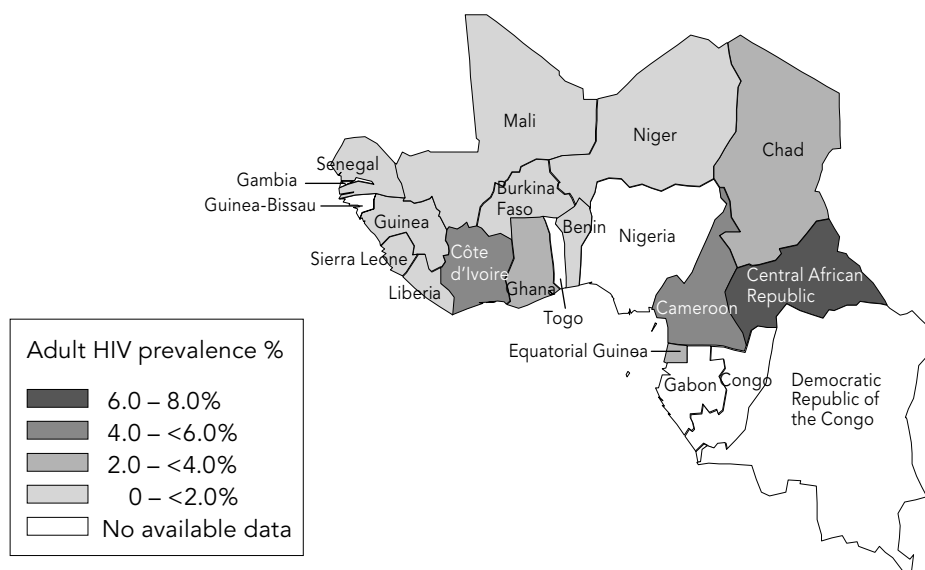 Mali
Niger
Chad
Senegal
Gambia
Guinea-Bissau
Burkina
Faso
Guinea
Benin
Nigeria
Sierra Leone
Côte
d’Ivoire
Liberia
Ghana
Togo
Central African
Republic
Cameroon
Equatorial Guinea
Gabon
Congo
Democratic
Republic of
the Congo
Adult HIV prevalence %
6.0 – 8.0%
4.0 – <6.0%
2.0 – <4.0%
0 – <2.0%
No available data